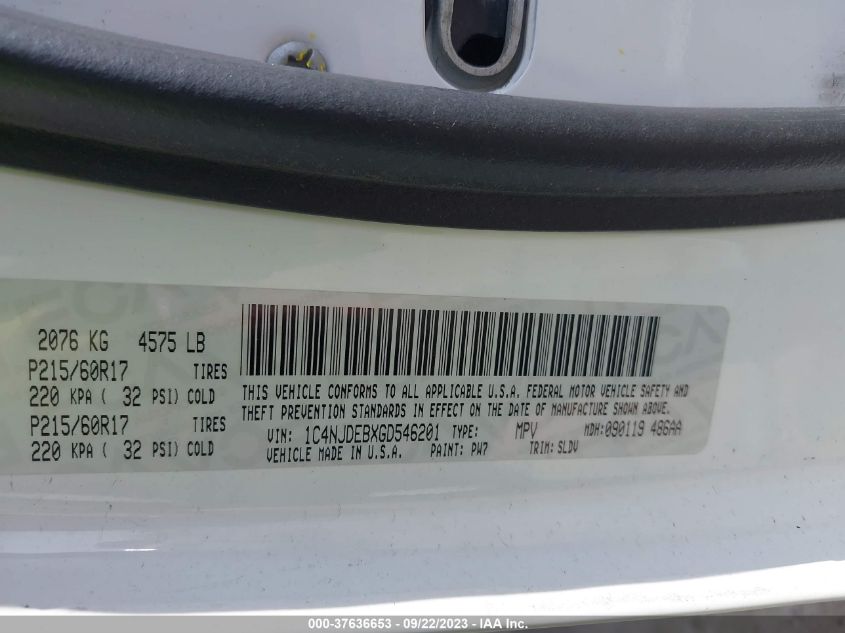 2076 KG 4575 LB
P215/60R17 TIRES
220 KPA ( 32 PSI) COLD
P215/60R17 TIRES
220 KPA ( 32 PSI) COLD
THIS VEHICLE CONFORMS TO ALL APPLICABLE U.S.A. FEDERAL MOTOR VEHICLE SAFETY AND
THEFT PREVENTION STANDARDS IN EFFECT ON THE DATE OF MANUFACTURE SHOWN ABOVE.
VIN: 1C4NJDEBXGD546201 TYPE: MPV MDH:090119 486AA
VEHICLE MADE IN U.S.A. PAINT: PW7 TRIM: SLDV
000-37636653 - 09/22/2023 - IAA, Inc.